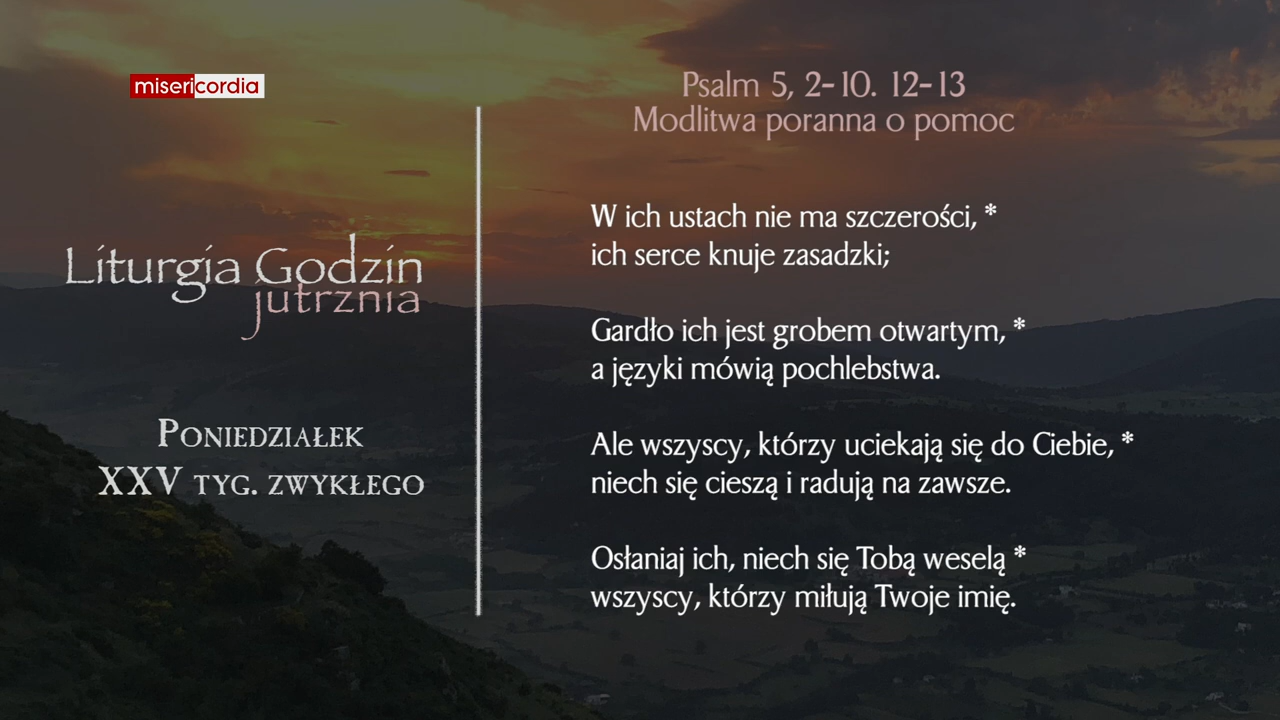 misericordia
Liturgia Godzin
jutrznia
Poniedziałek
XXV tyg. zwykłego
Psalm 5, 2-10. 12-13
Modlitwa poranna o pomoc
W ich ustach nie ma szczerości, *
ich serce knuje zasadzki;
Gardło ich jest grobem otwartym, *
a języki mówią pochlebstwa.
Ale wszyscy, którzy uciekają się do Ciebie, *
niech się cieszą i radują na zawsze.
Osłaniaj ich, niech się Tobą weselą *
wszyscy, którzy miłują Twoje imię.